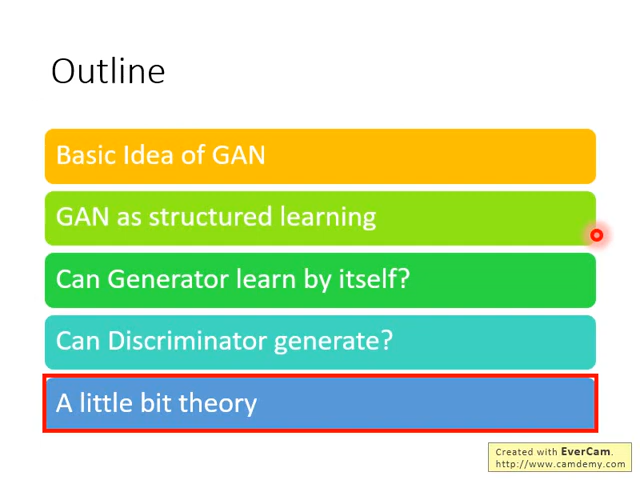 Outline
Basic Idea of GAN
GAN as structured learning
Can Generator learn by itself?
Can Discriminator generate?
A little bit theory
Created with EverCam.
http://www.camdemy.com